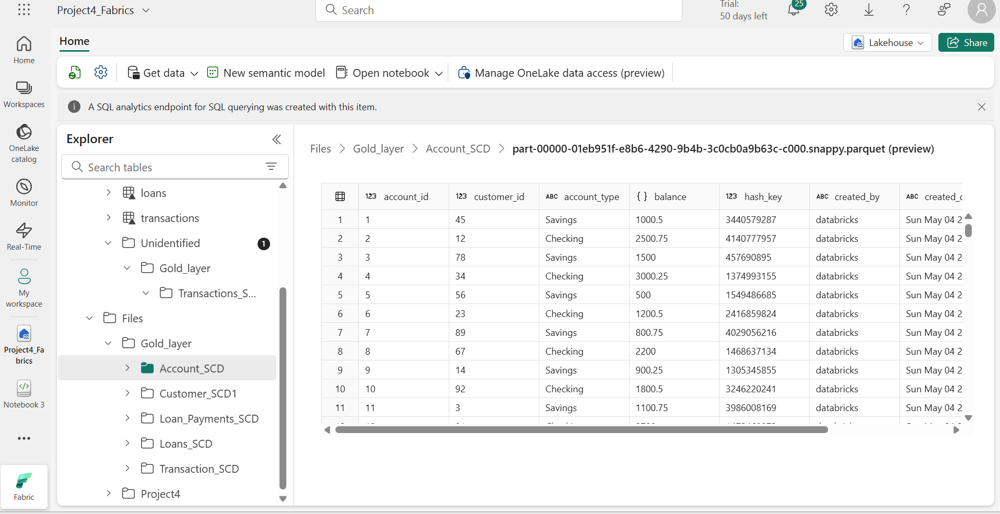 Project4_Fabrics
Search
Trial:
50 days left
25
Home
Workspaces
OneLake
catalog
Monitor
Real-Time
My
workspace
Project4_Fa
brics
Notebook 3
Fabric
Home
Lakehouse
Share
Get data
New semantic model
Open notebook
Manage OneLake data access (preview)
A SQL analytics endpoint for SQL querying was created with this item.
Explorer
Search tables
loans
transactions
Unidentified 1
Gold_layer
Transactions_S...
Files
Gold_layer
Account_SCD
Customer_SCD1
Loan_Payments_SCD
Loans_SCD
Transaction_SCD
Project4
Files > Gold_layer > Account_SCD > part-00000-01eb951f-e8b6-4290-9b4b-3c0cb0a9b63c-c000.snappy.parquet (preview)
123 account_id 123 customer_id ABC account_type { } balance 123 hash_key ABC created_by ABC created_d
1 1 45 Savings 1000.5 3440579287 databricks Sun May 04 2
2 2 12 Checking 2500.75 4140777957 databricks Sun May 04 2
3 3 78 Savings 1500 457690895 databricks Sun May 04 2
4 4 34 Checking 3000.25 1374993155 databricks Sun May 04 2
5 5 56 Savings 500 1549486685 databricks Sun May 04 2
6 6 23 Checking 1200.5 2416859824 databricks Sun May 04 2
7 7 89 Savings 800.75 4029056216 databricks Sun May 04 2
8 8 67 Checking 2200 1468637134 databricks Sun May 04 2
9 9 14 Savings 900.25 1305345855 databricks Sun May 04 2
10 10 92 Checking 1800.5 3246220241 databricks Sun May 04 2
11 11 3 Savings 1100.75 3986008169 databricks Sun May 04 2